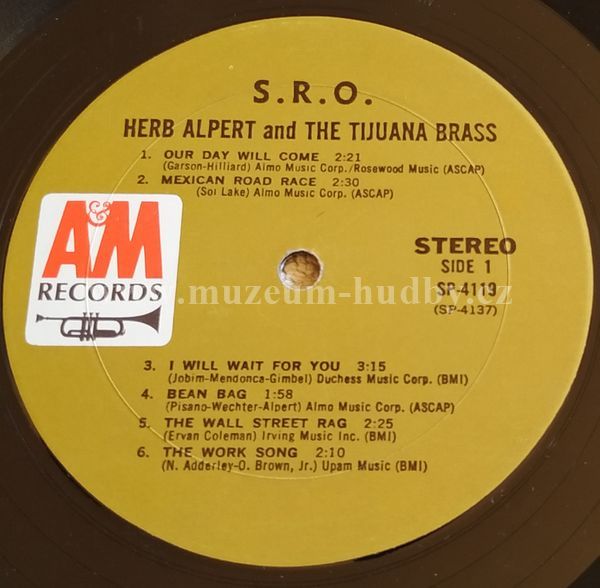 S.R.O.
HERB ALPERT and THE TIJUANA BRASS
1. OUR DAY WILL COME 2:21
(Garson-Hilliard) Almo Music Corp./Rosewood Music (ASCAP)
2. MEXICAN ROAD RACE 2:30
(Sol Lake) Almo Music Corp. (ASCAP)
A&M
RECORDS
STEREO
SIDE 1
SP-4119
(SP-4137)
www.muzeum-hudby.cz
3. I WILL WAIT FOR YOU 3:15
(Jobim-Mendonca-Gimbel) Duchess Music Corp. (BMI)
4. BEAN BAG 1:58
(Pisano-Wechter-Alpert) Almo Music Corp. (ASCAP)
5. THE WALL STREET RAG 2:25
(Ervan Coleman) Irving Music Inc. (BMI)
6. THE WORK SONG 2:10
(N. Adderley-O. Brown, Jr.) Upam Music (BMI)